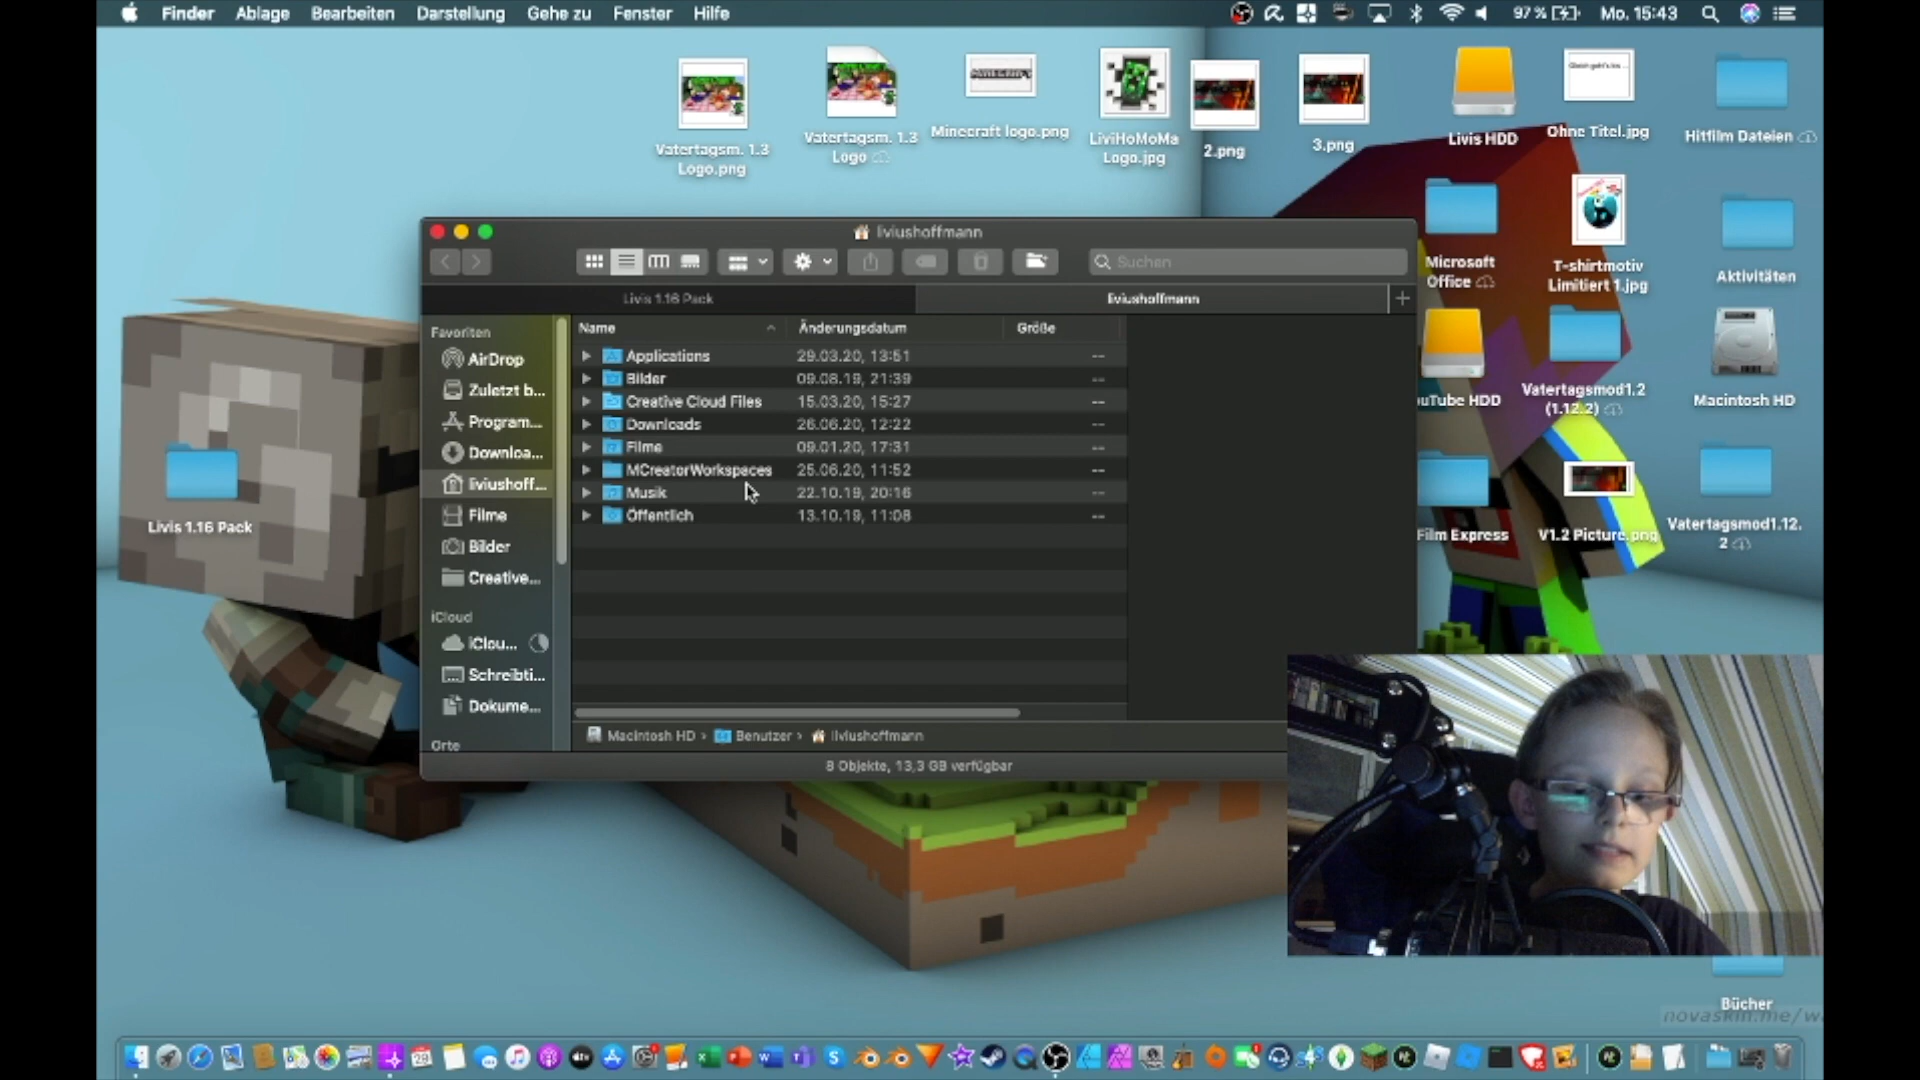 Finder Ablage Bearbeiten Darstellung Gehe zu Fenster Hilfe 97 % Mo. 15:43
Vatertagsm. 1.3
Logo.png
Vatertagsm. 1.3
Logo
MINECRAFT
Minecraft logo.png
LiviHoMoMa
Logo.jpg
2.png
3.png
Livis HDD
Ohne Titel.jpg
Hitfilm Dateien
Microsoft
Office
T-shirtmotiv
Limitiert 1.jpg
Aktivitäten
uTube HDD
Vatertagsmod1.2
(1.12.2)
Macintosh HD
Film Express
V1.2 Picture.png
Vatertagsmod1.12.
2
Bücher
Livis 1.16 Pack
liviushoffmann
Suchen
Livis 1.16 Pack liviushoffmann
Favoriten
AirDrop
Zuletzt b...
Program...
Downloa...
liviushoff...
Filme
Bilder
Creative...
iCloud
iClou...
Schreibti...
Dokume...
Orte
Name Änderungsdatum Größe
Applications 29.03.20, 13:51 --
Bilder 09.08.19, 21:39 --
Creative Cloud Files 15.03.20, 15:27 --
Downloads 26.06.20, 12:22 --
Filme 09.01.20, 17:31 --
MCreatorWorkspaces 25.06.20, 11:52 --
Musik 22.10.19, 20:16 --
Öffentlich 13.10.19, 11:08 --
Macintosh HD › Benutzer › liviushoffmann
8 Objekte, 13,3 GB verfügbar
novaskin.me/wa